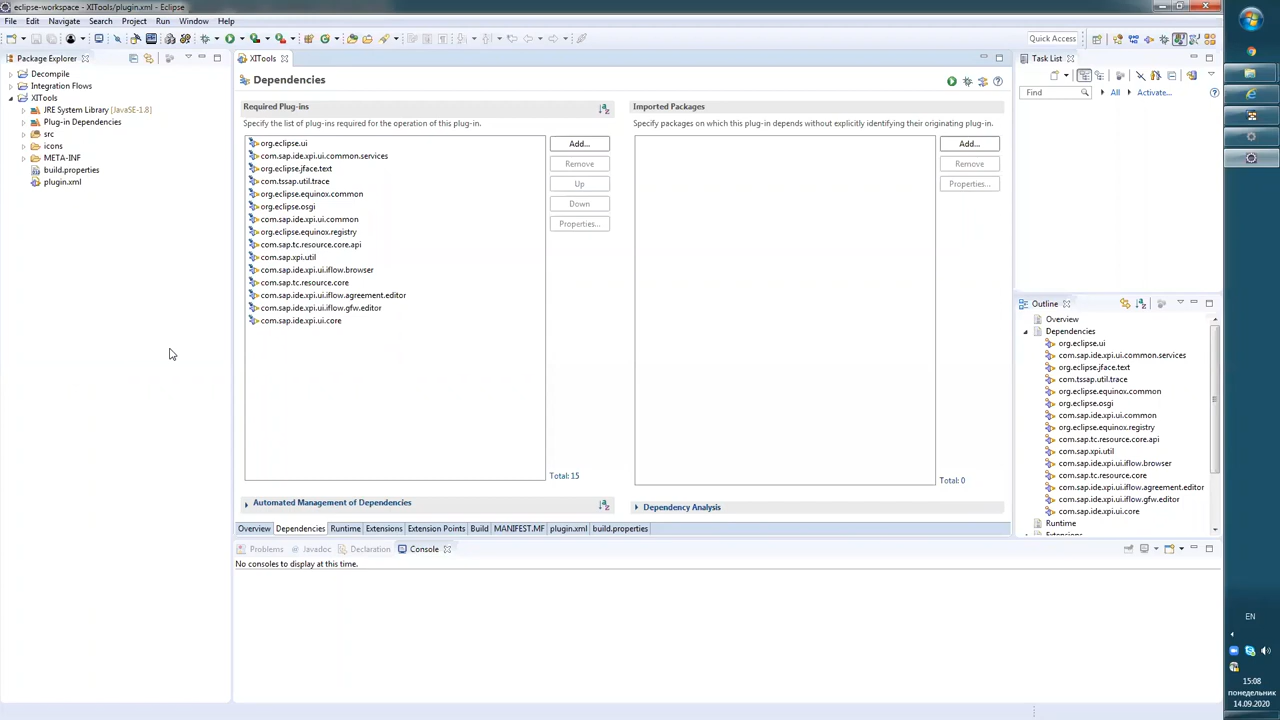 eclipse-workspace - XITools/plugin.xml - Eclipse
File Edit Navigate Search Project Run Window Help
Quick Access
Package Explorer
Decompile
Integration Flows
XITools
JRE System Library [JavaSE-1.8]
Plug-in Dependencies
src
icons
META-INF
build.properties
plugin.xml
XITools
Dependencies
Required Plug-ins
Specify the list of plug-ins required for the operation of this plug-in.
org.eclipse.ui
com.sap.ide.xpi.ui.common.services
org.eclipse.jface.text
com.tssap.util.trace
org.eclipse.equinox.common
org.eclipse.osgi
com.sap.ide.xpi.ui.common
org.eclipse.equinox.registry
com.sap.tc.resource.core.api
com.sap.xpi.util
com.sap.ide.xpi.ui.iflow.browser
com.sap.tc.resource.core
com.sap.ide.xpi.ui.iflow.agreement.editor
com.sap.ide.xpi.ui.iflow.gfw.editor
com.sap.ide.xpi.ui.core
Add...
Remove
Up
Down
Properties...
Total: 15
Imported Packages
Specify packages on which this plug-in depends without explicitly identifying their originating plug-in.
Add...
Remove
Properties...
Total: 0
Automated Management of Dependencies
Dependency Analysis
Overview Dependencies Runtime Extensions Extension Points Build MANIFEST.MF plugin.xml build.properties
Problems Javadoc Declaration Console
No consoles to display at this time.
Task List
Find All Activate...
Outline
Overview
Dependencies
org.eclipse.ui
com.sap.ide.xpi.ui.common.services
org.eclipse.jface.text
com.tssap.util.trace
org.eclipse.equinox.common
org.eclipse.osgi
com.sap.ide.xpi.ui.common
org.eclipse.equinox.registry
com.sap.tc.resource.core.api
com.sap.xpi.util
com.sap.ide.xpi.ui.iflow.browser
com.sap.tc.resource.core
com.sap.ide.xpi.ui.iflow.agreement.editor
com.sap.ide.xpi.ui.iflow.gfw.editor
com.sap.ide.xpi.ui.core
Runtime
Extensions
EN
15:08
понедельник
14.09.2020